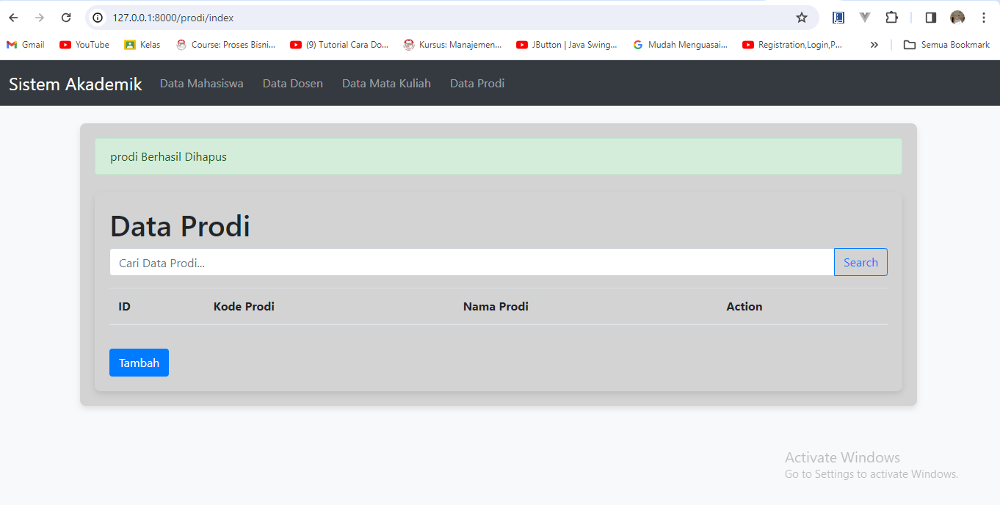 127.0.0.1:8000/prodi/index
Gmail YouTube Kelas Course: Proses Bisni... (9) Tutorial Cara Do... Kursus: Manajemen... JButton | Java Swing... Mudah Menguasai... Registration,Login,P... » Semua Bookmark
Sistem Akademik Data Mahasiswa Data Dosen Data Mata Kuliah Data Prodi
prodi Berhasil Dihapus
Data Prodi
Cari Data Prodi... Search
ID Kode Prodi Nama Prodi Action
Tambah
Activate Windows
Go to Settings to activate Windows.